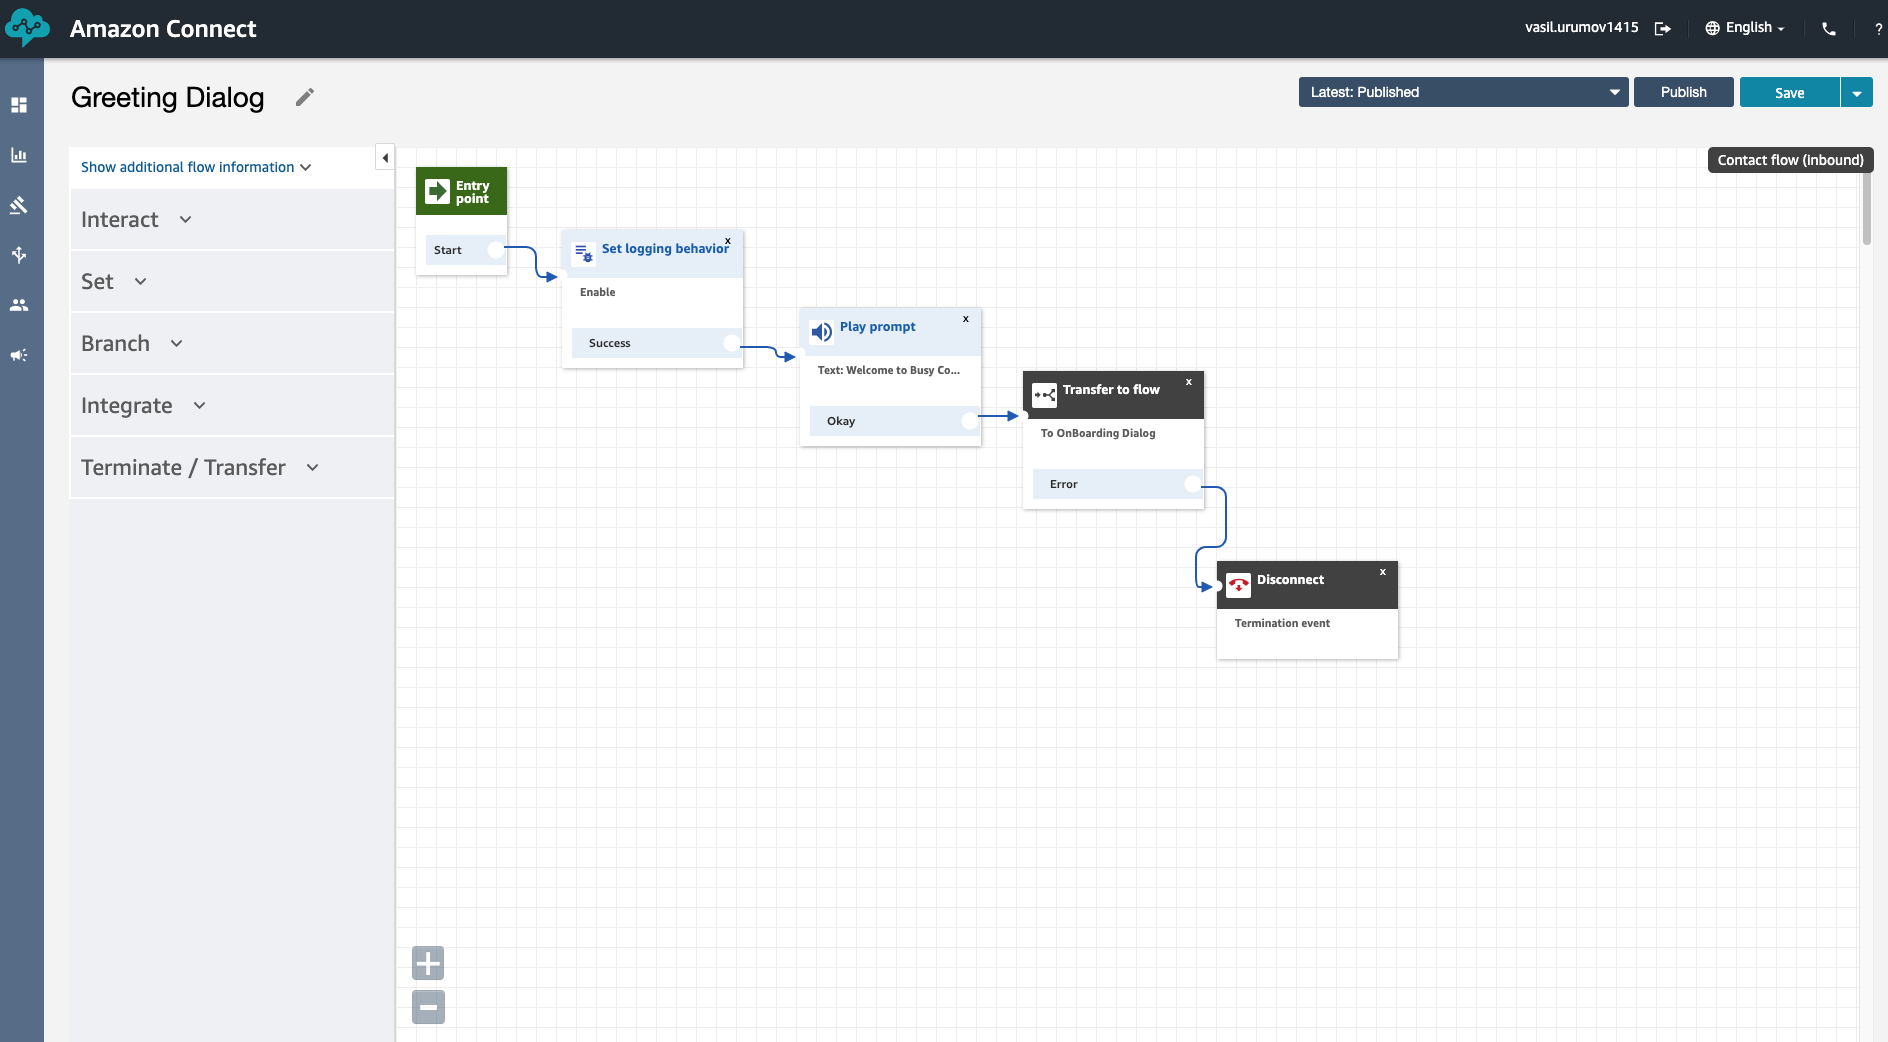 Amazon Connect
vasil.urumov1415
English
?
Greeting Dialog
Latest: Published
Publish
Save
Show additional flow information
Contact flow (inbound)
Interact
Set
Branch
Integrate
Terminate / Transfer
Entry
point
Start
Set logging behavior
x
Enable
Success
Play prompt
x
Text: Welcome to Busy Co...
Okay
Transfer to flow
x
To OnBoarding Dialog
Error
Disconnect
x
Termination event